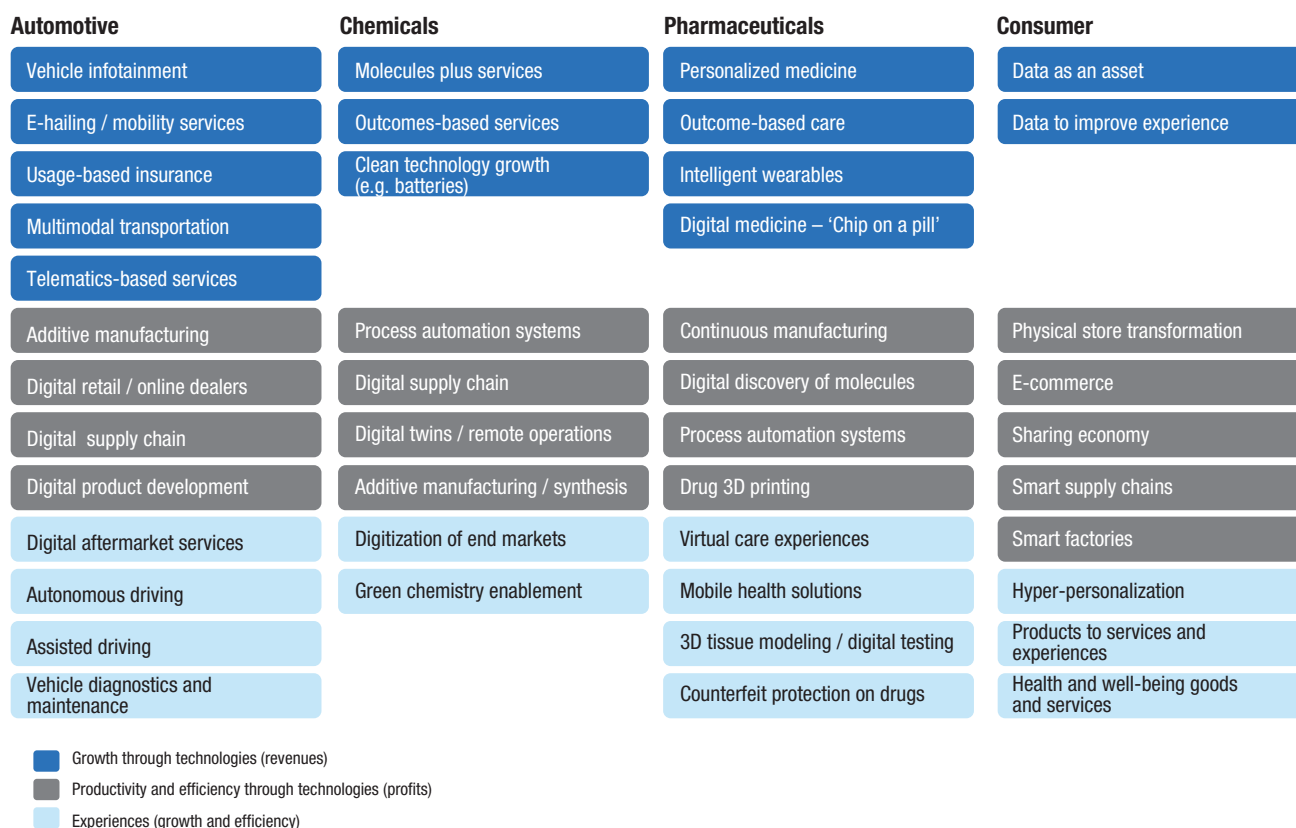 Automotive
Vehicle infotainment
E-hailing / mobility services
Usage-based insurance
Multimodal transportation
Telematics-based services
Additive manufacturing
Digital retail / online dealers
Digital supply chain
Digital product development
Digital aftermarket services
Autonomous driving
Assisted driving
Vehicle diagnostics and
maintenance
Chemicals
Molecules plus services
Outcomes-based services
Clean technology growth
(e.g. batteries)
Process automation systems
Digital supply chain
Digital twins / remote operations
Additive manufacturing / synthesis
Digitization of end markets
Green chemistry enablement
Pharmaceuticals
Personalized medicine
Outcome-based care
Intelligent wearables
Digital medicine – ‘Chip on a pill’
Continuous manufacturing
Digital discovery of molecules
Process automation systems
Drug 3D printing
Virtual care experiences
Mobile health solutions
3D tissue modeling / digital testing
Counterfeit protection on drugs
Consumer
Data as an asset
Data to improve experience
Physical store transformation
E-commerce
Sharing economy
Smart supply chains
Smart factories
Hyper-personalization
Products to services and
experiences
Health and well-being goods
and services
Growth through technologies (revenues)
Productivity and efficiency through technologies (profits)
Experiences (growth and efficiency)